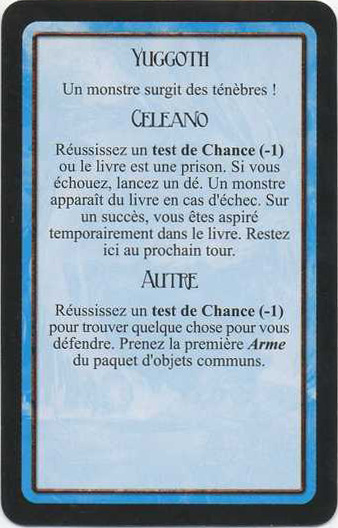 YUGGOTH
Un monstre surgit des ténèbres !
CELEANO
Réussissez un test de Chance (-1)
ou le livre est une prison. Si vous
échouez, lancez un dé. Un monstre
apparaît du livre en cas d'échec. Sur
un succès, vous êtes aspiré
temporairement dans le livre. Restez
ici au prochain tour.
AUTRE
Réussissez un test de Chance (-1)
pour trouver quelque chose pour vous
défendre. Prenez la première Arme
du paquet d'objets communs.